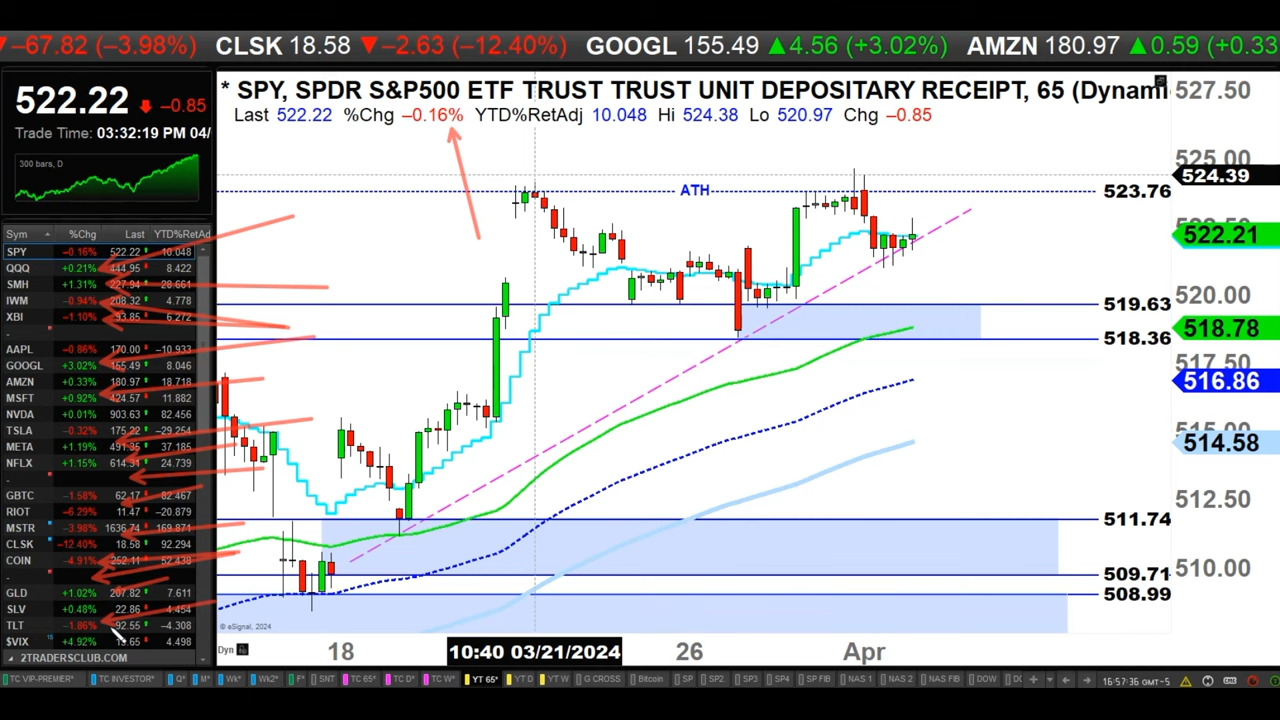 -67.82 (-3.98%) CLSK 18.58 -2.63 (-12.40%) GOOGL 155.49 4.56 (+3.02%) AMZN 180.97 0.59 (+0.33
522.22 -0.85
Trade Time: 03:32:19 PM 04/
300 bars, D
Sym %Chg Last YTD%RetAd
SPY -0.16% 522.22 10.048
QQQ +0.21% 444.95 8.422
SMH +1.31% 227.94 28.661
IWM -0.94% 208.32 4.778
XBI -1.10% 93.85 6.272
-
AAPL -0.86% 170.00 -10.933
GOOGL +3.02% 155.49 8.046
AMZN +0.33% 180.97 18.718
MSFT +0.92% 424.57 11.882
NVDA +0.01% 903.63 82.456
TSLA -0.32% 175.22 -29.254
META +1.19% 491.35 37.185
NFLX +1.15% 614.31 24.739
-
GBTC -1.58% 62.17 82.467
RIOT -6.29% 11.47 -20.879
MSTR -3.98% 1636.74 169.871
CLSK -12.40% 18.58 92.294
COIN -4.91% 252.11 52.438
-
GLD +1.02% 207.82 7.611
SLV +0.48% 22.86 4.454
TLT -1.86% 92.55 -4.308
$VIX 15 +4.92% 13.65 4.498
2TRADERSCLUB.COM
* SPY, SPDR S&P500 ETF TRUST TRUST UNIT DEPOSITARY RECEIPT, 65 (Dynami
Last 522.22 %Chg -0.16% YTD%RetAdj 10.048 Hi 524.38 Lo 520.97 Chg -0.85
ATH
523.76
519.63
518.36
511.74
509.71
508.99
527.50
525.00
524.39
522.21
520.00
518.78
517.50
516.86
514.58
512.50
510.00
© eSignal, 2024
Dyn 18 10:40 03/21/2024 26 Apr
TC VIP-PREMIER* TC INVESTOR* Q* M* Wk* Wk2* F* SNT TC 65* TC D* TC W* YT 65* YT D YT W G CROSS Bitcoin SP SP2 SP3 SP4 SP FIB NAS 1 NAS 2 NAS FIB DOW 16:57:36 GMT-5